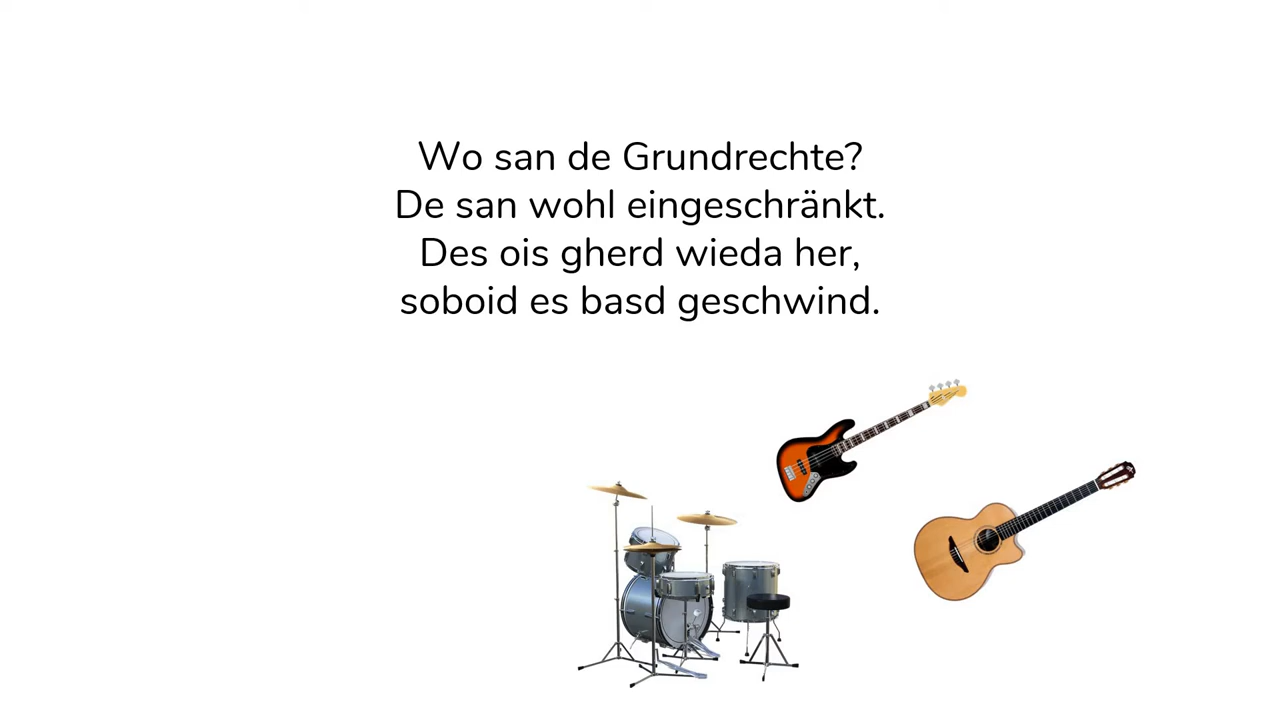 Wo san de Grundrechte?
De san wohl eingeschränkt.
Des ois gherd wieda her,
soboid es basd geschwind.